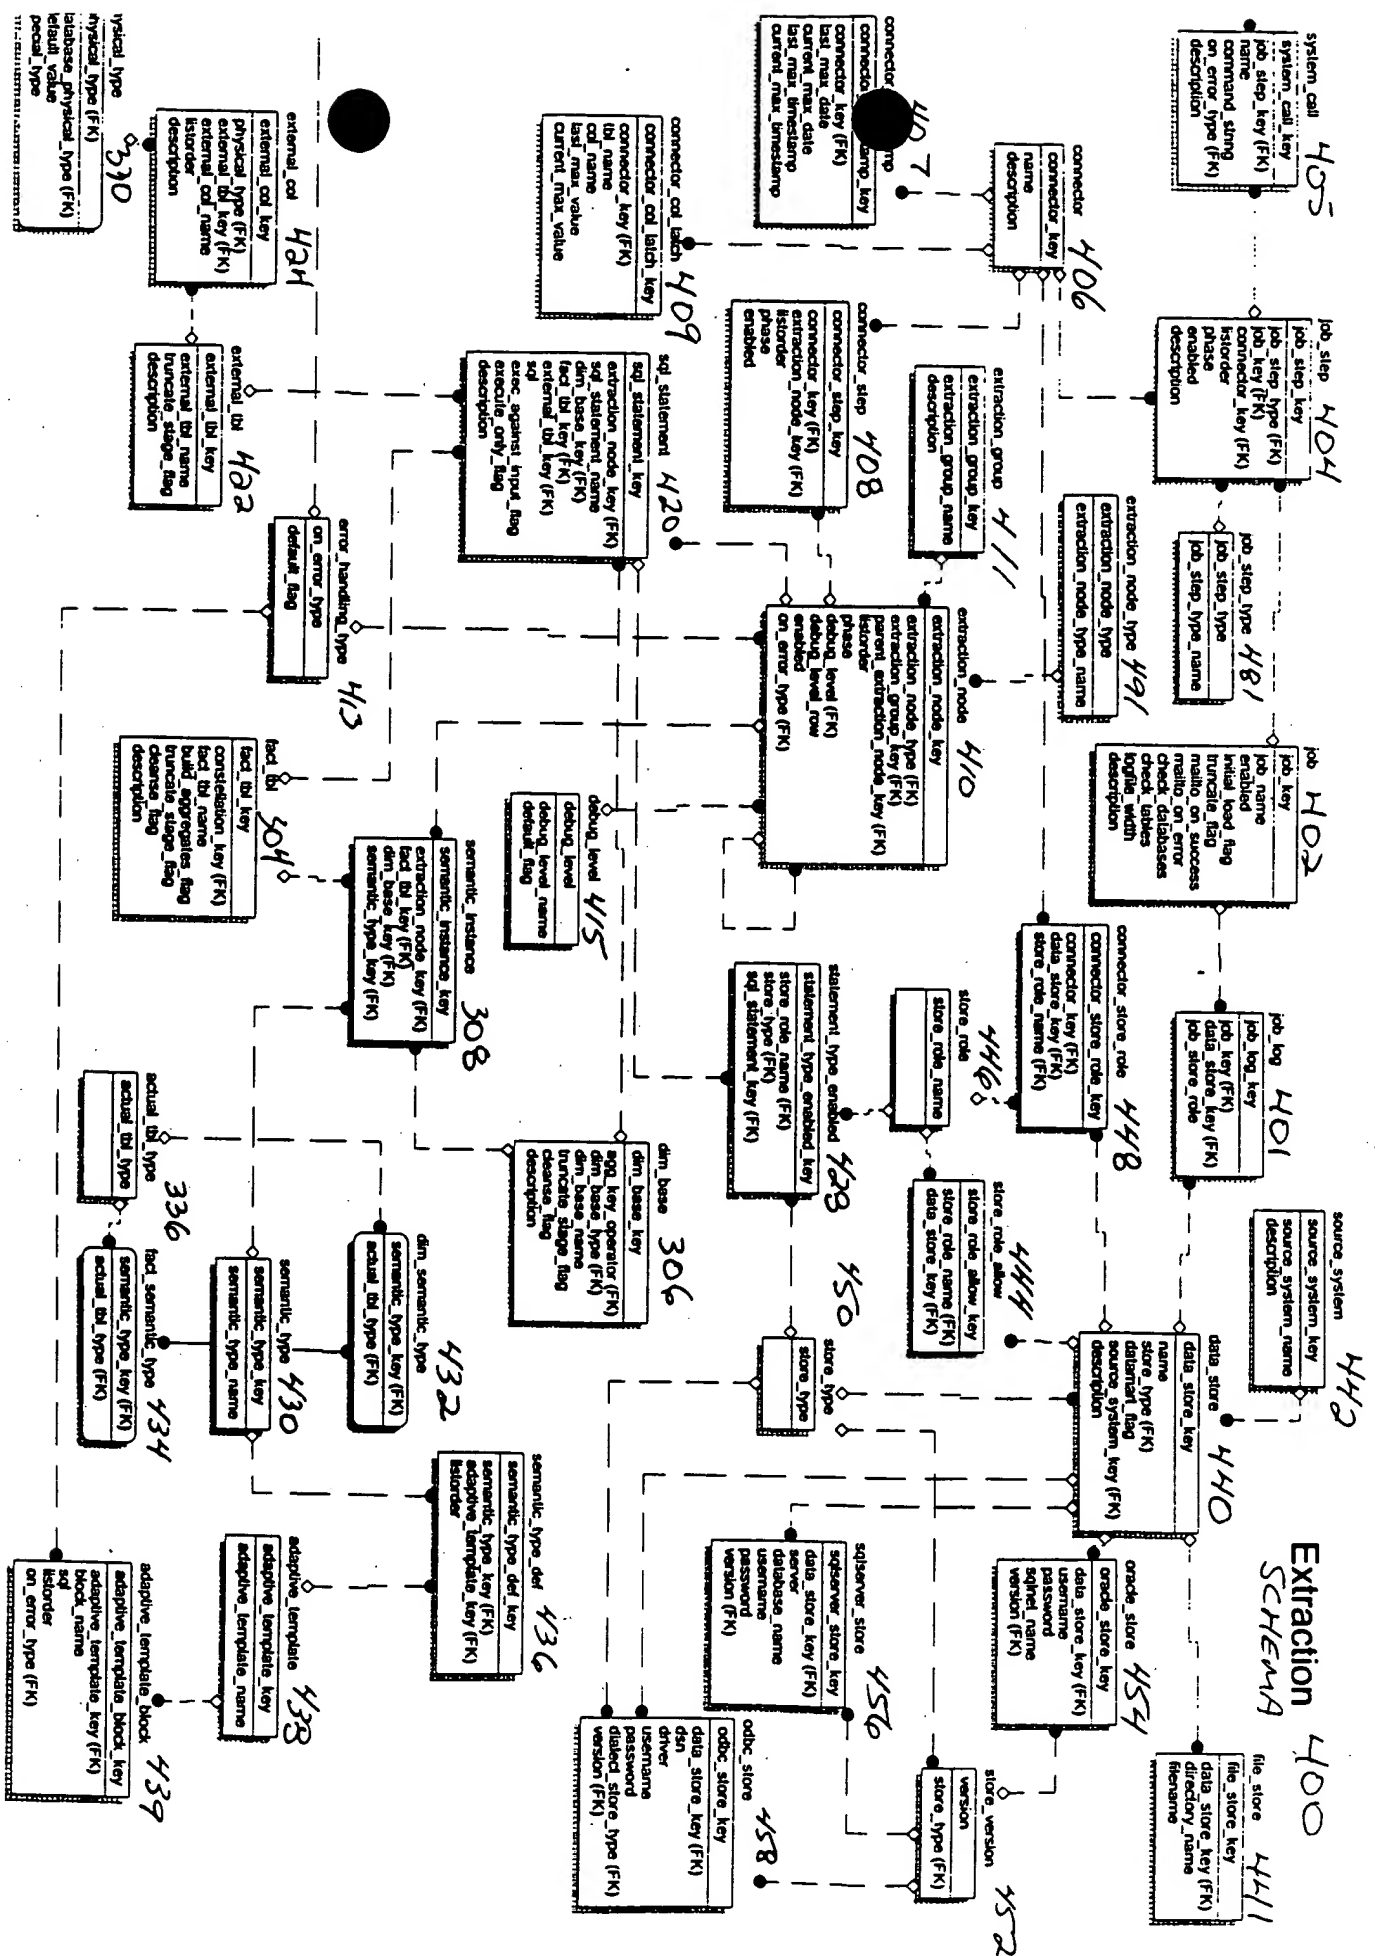 Extraction 400
SCHEMA
system_call 405
system_call_key
job_step_key (FK)
name
command_string
on_error_type (FK)
description
job_step 404
job_step_key
job_step_type (FK)
job_key (FK)
connector_key (FK)
listorder
phase
enabled
description
job_step_type 481
job_step_type
job_step_type_name
job 402
job_key
job_name
enabled
initial_load_flag
truncate_flag
mailto_on_success
mailto_on_error
check_databases
check_tables
logfile_width
description
job_log 401
job_log_key
job_key (FK)
data_store_key (FK)
job_store_role
source_system 442
source_system_key
source_system_name
description
data_store 440
data_store_key
name
store_type (FK)
datamart_flag
source_system_key (FK)
description
file_store 441
file_store_key
data_store_key (FK)
directory_name
filename
connector 406
connector_key
name
description
extraction_node_type 491
extraction_node_type
extraction_node_type_name
connector_store_role 448
connector_store_role_key
connector_key (FK)
data_store_key (FK)
store_role_name (FK)
oracle_store 454
oracle_store_key
data_store_key (FK)
username
password
sqlnet_name
version (FK)
store_version 452
version
store_type (FK)
407
connector_key (FK)
last_max_date
current_max_date
last_max_timestamp
current_max_timestamp
extraction_group 411
extraction_group_key
extraction_group_name
description
extraction_node 410
extraction_node_key
extraction_node_type (FK)
extraction_group_key (FK)
parent_extraction_node_key (FK)
listorder
phase
debug_level (FK)
debug_level_row
enabled
on_error_type (FK)
store_role 446
store_role_name
store_role_allow 444
store_role_allow_key
store_role_name (FK)
data_store_key (FK)
connector_step 408
connector_step_key
connector_key (FK)
extraction_node_key (FK)
listorder
phase
enabled
statement_type_enabled 428
statement_type_enabled_key
store_role_name (FK)
store_type (FK)
sql_statement_key (FK)
store_type 450
store_type
sqlserver_store 456
sqlserver_store_key
data_store_key (FK)
server
database_name
username
password
version (FK)
odbc_store 458
odbc_store_key
data_store_key (FK)
dsn
driver
username
password
dialect_store_type (FK)
version (FK)
connector_col_latch 409
connector_col_latch_key
connector_key (FK)
tbl_name
col_name
last_max_value
current_max_value
sql_statement 420
sql_statement_key
extraction_node_key (FK)
sql_statement_name
dim_base_key (FK)
fact_tbl_key (FK)
external_tbl_key (FK)
sql
exec_against_input_flag
execute_only_flag
description
debug_level 415
debug_level
debug_level_name
default_flag
dim_base 306
dim_base_key
agg_key_operator (FK)
dim_base_type (FK)
dim_base_name
truncate_stage_flag
cleanse_flag
description
semantic_instance 308
semantic_instance_key
extraction_node_key (FK)
fact_tbl_key (FK)
dim_base_key (FK)
semantic_type_key (FK)
dim_semantic_type 432
semantic_type_key (FK)
actual_tbl_type (FK)
semantic_type_def 436
semantic_type_def_key
semantic_type_key (FK)
adaptive_template_key (FK)
listorder
external_col 424
external_col_key
physical_type (FK)
external_tbl_key (FK)
external_col_name
listorder
description
external_tbl 422
external_tbl_key
external_tbl_name
truncate_stage_flag
description
error_handling_type 413
on_error_type
default_flag
fact_tbl 304
fact_tbl_key
constellation_key (FK)
fact_tbl_name
build_aggregates_flag
truncate_stage_flag
cleanse_flag
description
actual_tbl_type 336
actual_tbl_type
semantic_type 430
semantic_type_key
semantic_type_name
fact_semantic_type 434
semantic_type_key (FK)
actual_tbl_type (FK)
adaptive_template 438
adaptive_template_key
adaptive_template_name
adaptive_template_block 439
adaptive_template_block_key
adaptive_template_key (FK)
block_name
sql
listorder
on_error_type (FK)
ysical_type 330
hysical_type (FK)
atabase_physical_type (FK)
efault_value
pecial_type